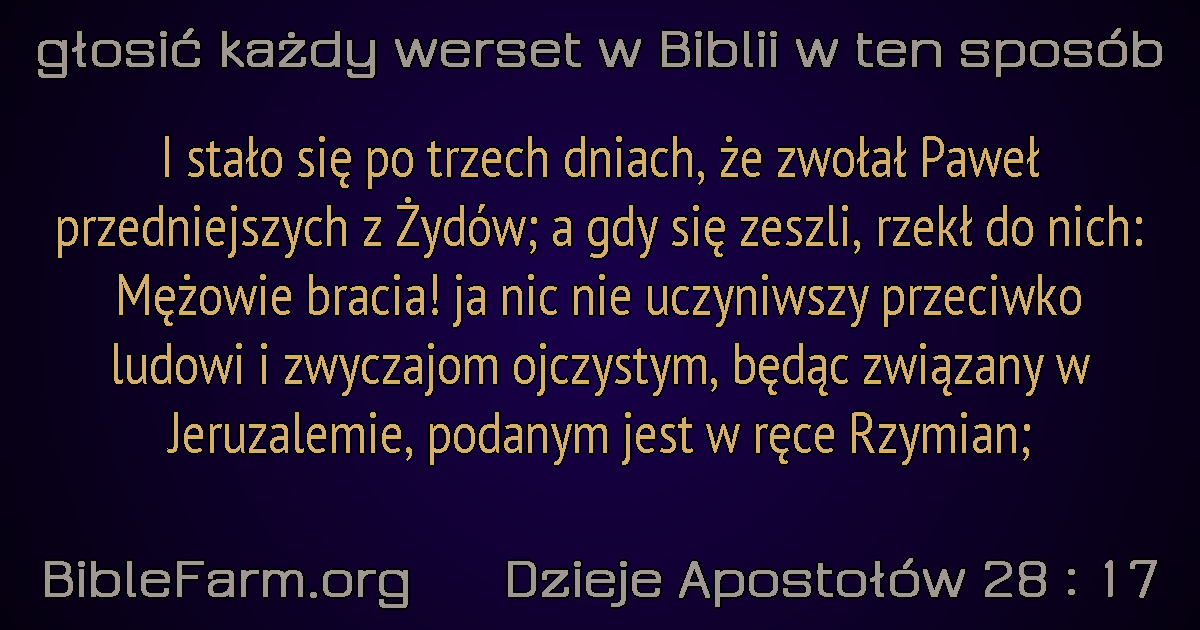 głosić każdy werset w Biblii w ten sposób
I stało się po trzech dniach, że zwołał Paweł
przedniejszych z Żydów; a gdy się zeszli, rzekł do nich:
Mężowie bracia! ja nic nie uczyniwszy przeciwko
ludowi i zwyczajom ojczystym, będąc związany w
Jeruzalemie, podanym jest w ręce Rzymian;
BibleFarm.org Dzieje Apostołów 28 : 17